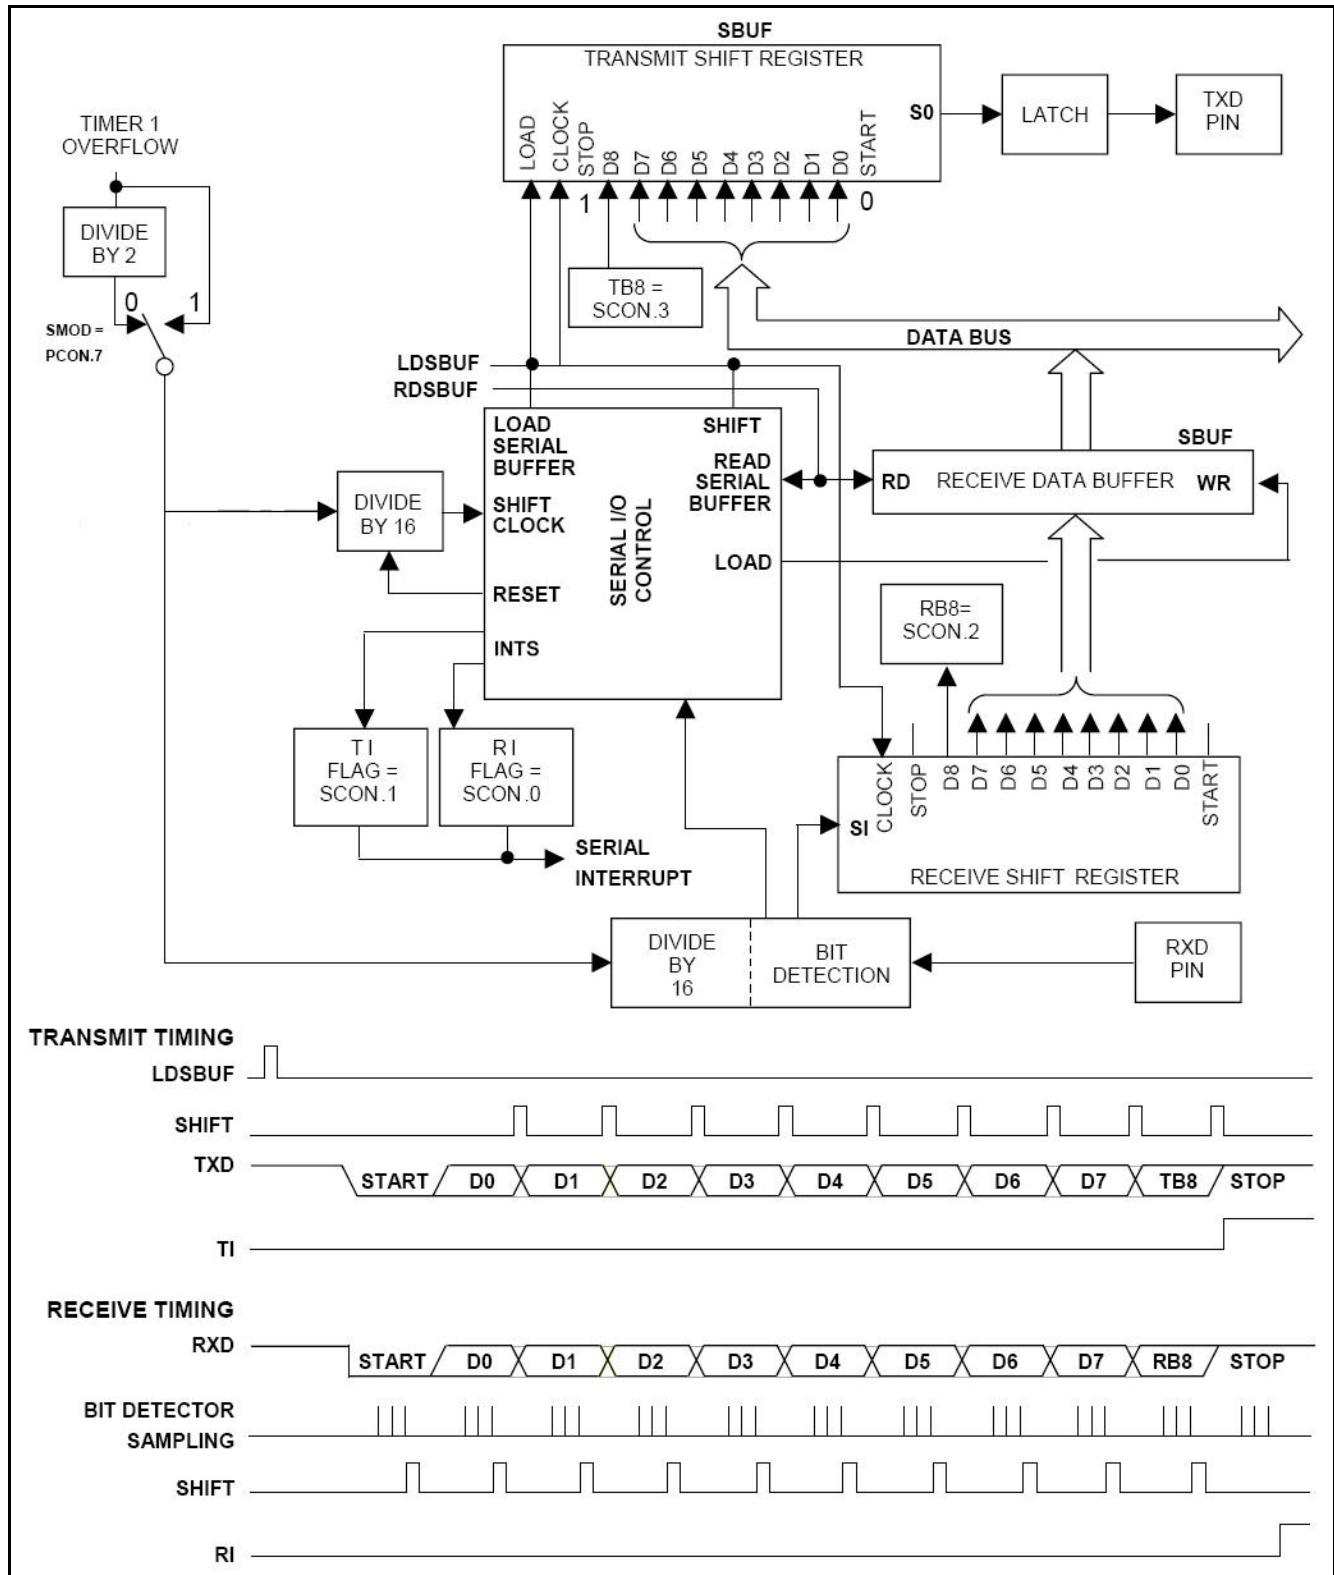 SBUF
TRANSMIT SHIFT REGISTER
LOAD
CLOCK
STOP
D8
D7
D6
D5
D4
D3
D2
D1
D0
START
S0
LATCH
TXD
PIN
1
0
TIMER 1
OVERFLOW
DIVIDE
BY 2
0
1
SMOD =
PCON.7
TB8 =
SCON.3
DATA BUS
LDSBUF
RDSBUF
LOAD
SERIAL
BUFFER
SHIFT
READ
SERIAL
BUFFER
SHIFT
CLOCK
SERIAL I/O
CONTROL
LOAD
RESET
INTS
DIVIDE
BY 16
SBUF
RD
RECEIVE DATA BUFFER
WR
RB8=
SCON.2
T I
FLAG =
SCON.1
R I
FLAG =
SCON.0
SERIAL
INTERRUPT
SI
CLOCK
STOP
D8
D7
D6
D5
D4
D3
D2
D1
D0
START
RECEIVE SHIFT REGISTER
DIVIDE
BY
16
BIT
DETECTION
RXD
PIN
TRANSMIT TIMING
LDSBUF
SHIFT
TXD START D0 D1 D2 D3 D4 D5 D6 D7 TB8 STOP
TI
RECEIVE TIMING
RXD START D0 D1 D2 D3 D4 D5 D6 D7 RB8 STOP
BIT DETECTOR
SAMPLING
SHIFT
RI